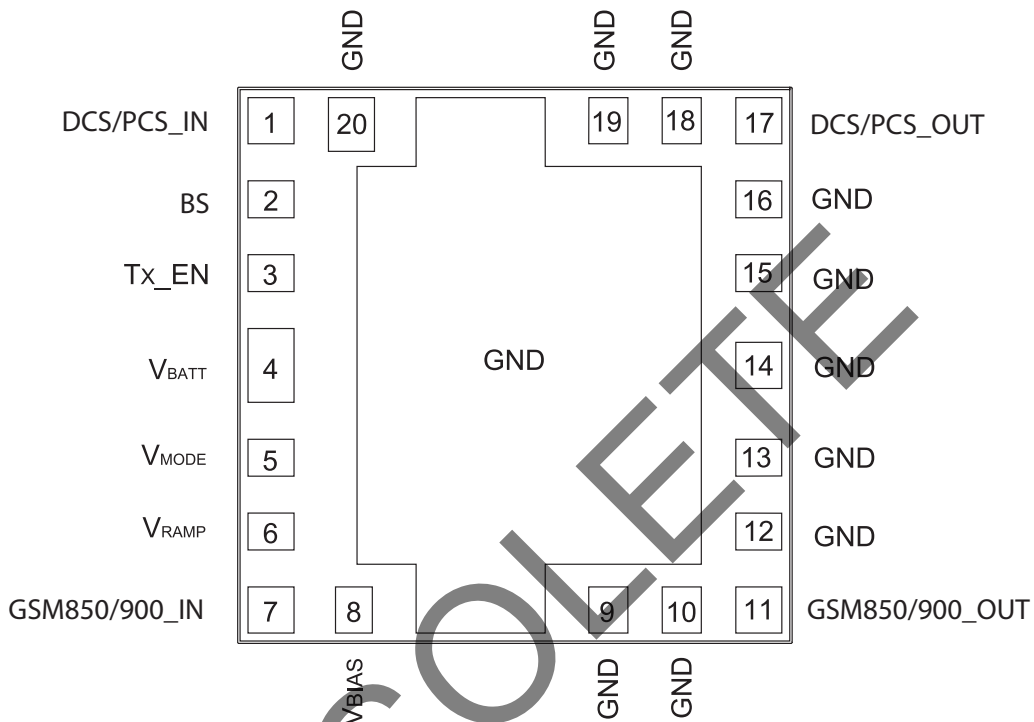 GND GND GND
DCS/PCS_IN 1 20 19 18 17 DCS/PCS_OUT
BS 2 16 GND
Tx_EN 3 15 GND
VBATT 4 GND 14 GND
VMODE 5 13 GND
VRAMP 6 12 GND
GSM850/900_IN 7 8 9 10 11 GSM850/900_OUT
VBIAS GND GND
COLETE